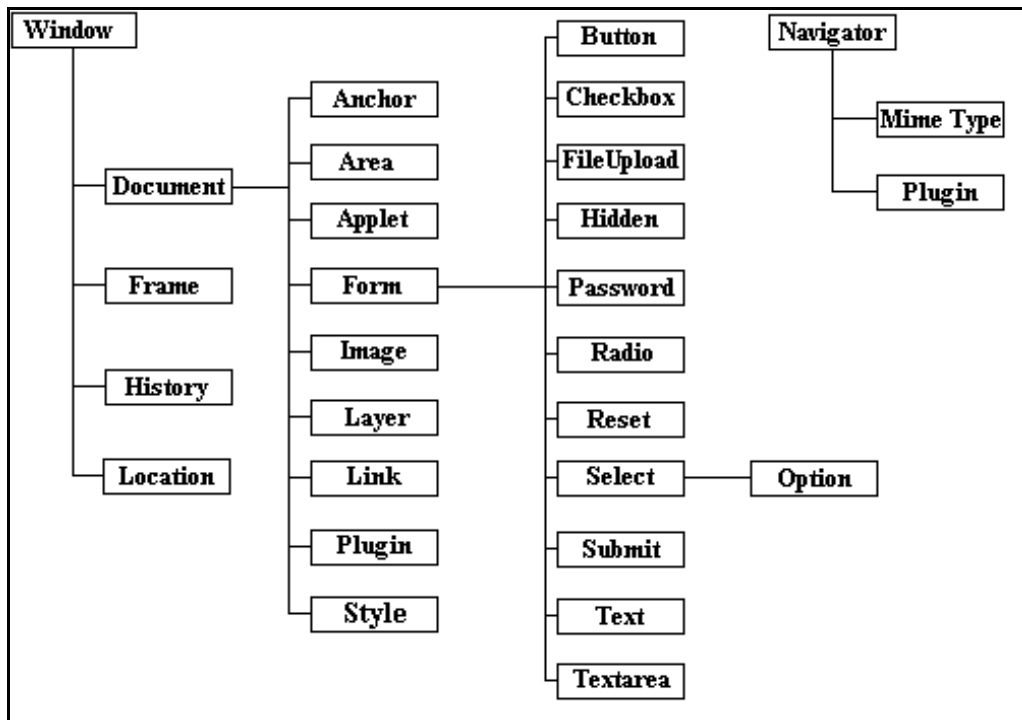 Window
Document
Frame
History
Location
Anchor
Area
Applet
Form
Image
Layer
Link
Plugin
Style
Button
Checkbox
FileUpload
Hidden
Password
Radio
Reset
Select
Submit
Text
Textarea
Option
Navigator
Mime Type
Plugin